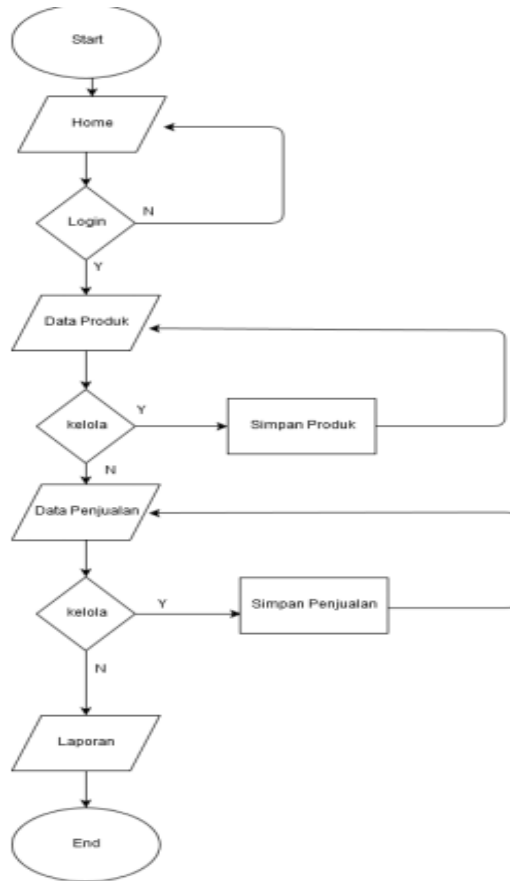 Start
Home
Login
N
Y
Data Produk
kelola
Y
Simpan Produk
N
Data Penjualan
kelola
Y
Simpan Penjualan
N
Laporan
End